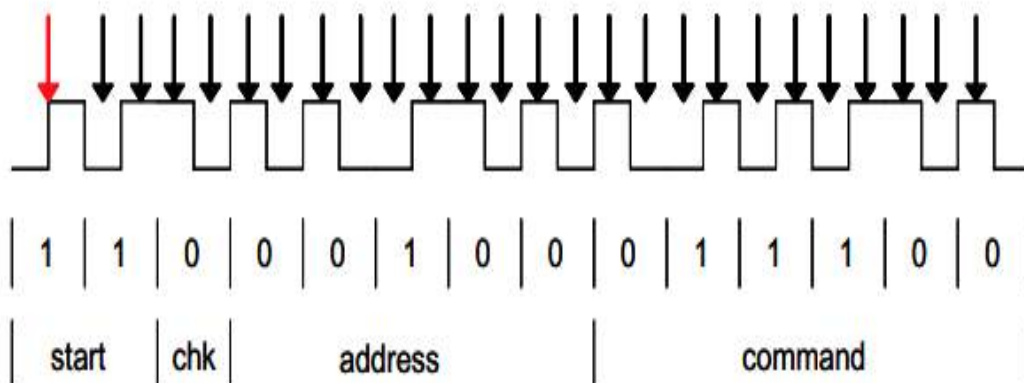 1 1 0 0 0 1 0 0 0 1 1 1 0 0
start chk address command